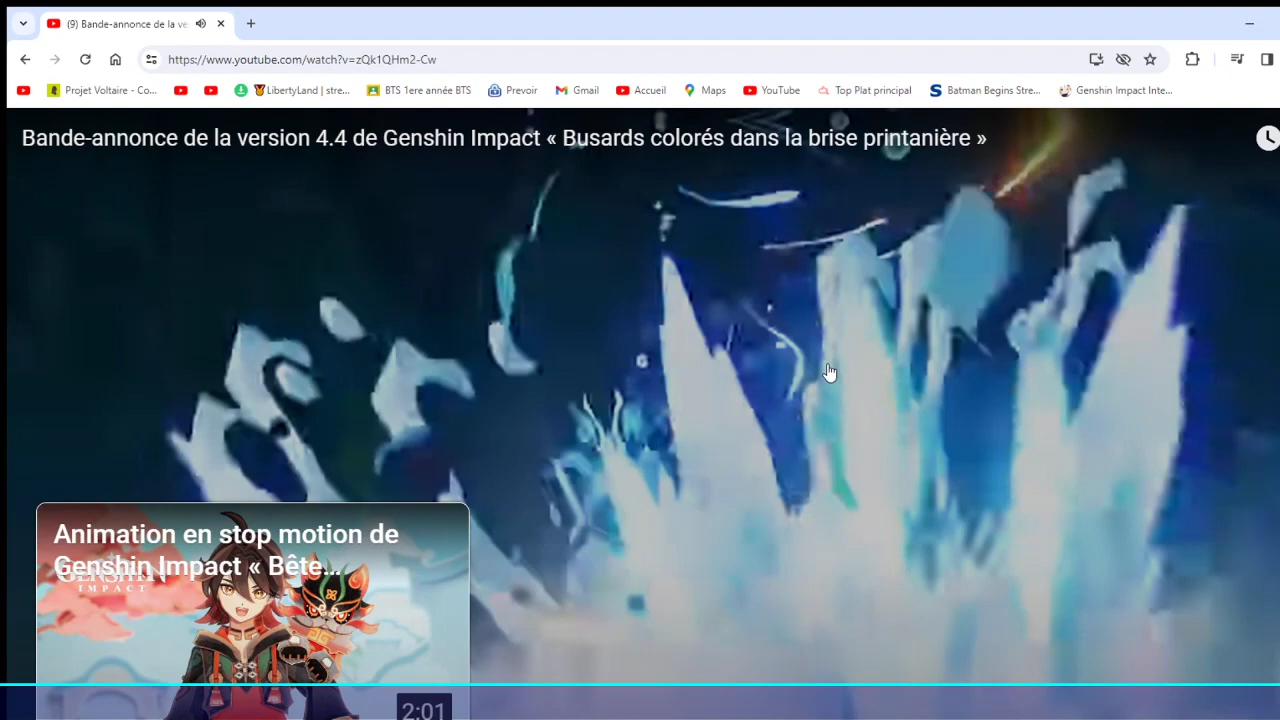 (9) Bande-annonce de la ve
https://www.youtube.com/watch?v=zQk1QHm2-Cw
Projet Voltaire - Co... LibertyLand | stre... BTS 1ere année BTS Prevoir Gmail Accueil Maps YouTube Top Plat principal Batman Begins Stre... Genshin Impact Inte...
Bande-annonce de la version 4.4 de Genshin Impact « Busards colorés dans la brise printanière »
Animation en stop motion de
Genshin Impact « Bête...
GENSHIN
IMPACT
2:01